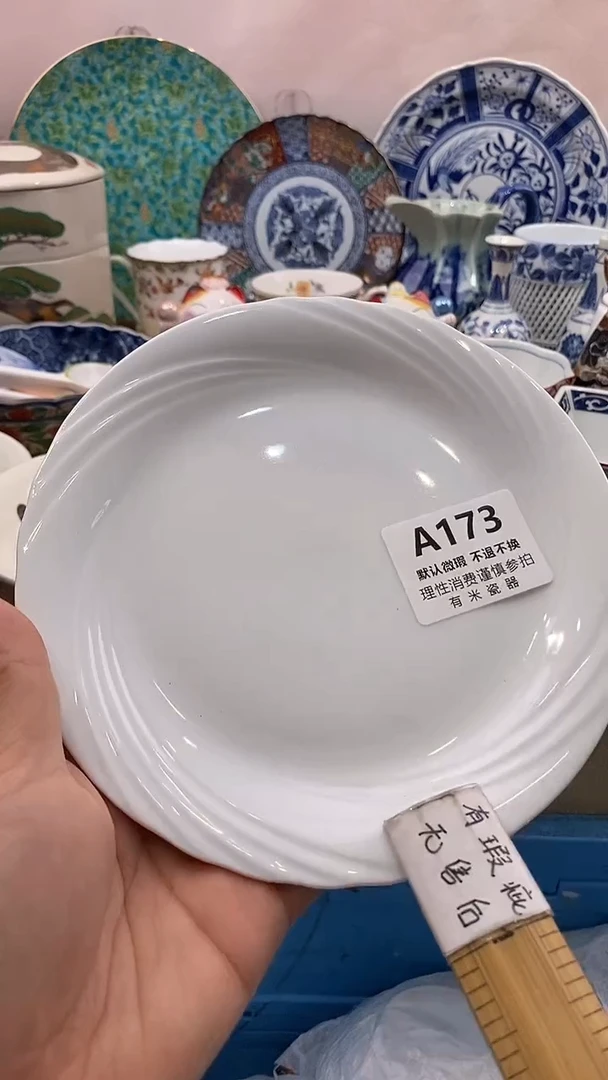 A173
默认微瑕 不退不换
理性消费谨慎参拍
有米瓷器
有瑕疵
无售后